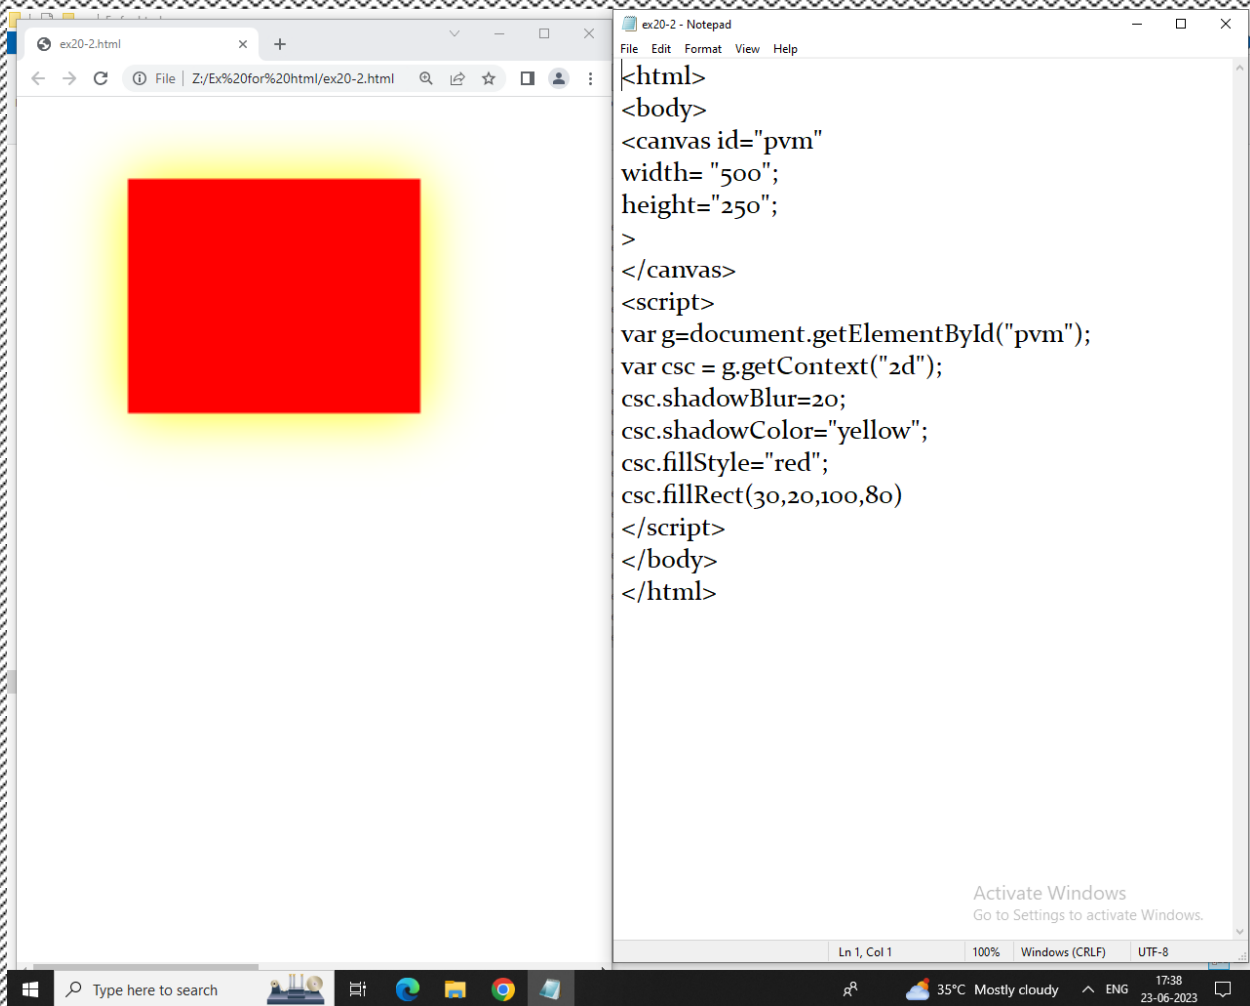 ex20-2.html
File
Z:/Ex%20for%20html/ex20-2.html
ex20-2 - Notepad
File Edit Format View Help
<html>
<body>
<canvas id="pvm"
width= "500";
height="250";
>
</canvas>
<script>
var g=document.getElementById("pvm");
var csc = g.getContext("2d");
csc.shadowBlur=20;
csc.shadowColor="yellow";
csc.fillStyle="red";
csc.fillRect(30,20,100,80)
</script>
</body>
</html>
Activate Windows
Go to Settings to activate Windows.
Ln 1, Col 1 100% Windows (CRLF) UTF-8
Type here to search
35°C Mostly cloudy
ENG
17:38
23-06-2023